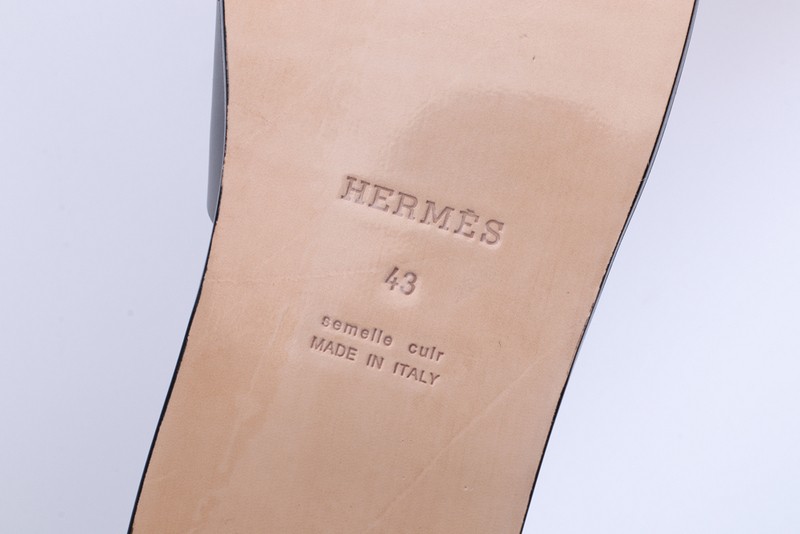 HERMÈS
43
semelle cuir
MADE IN ITALY